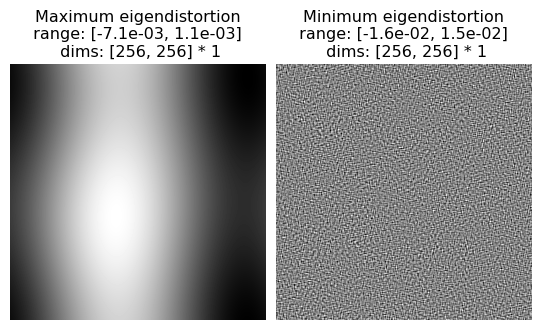 Maximum eigendistortion
range: [-7.1e-03, 1.1e-03]
dims: [256, 256] * 1
Minimum eigendistortion
range: [-1.6e-02, 1.5e-02]
dims: [256, 256] * 1